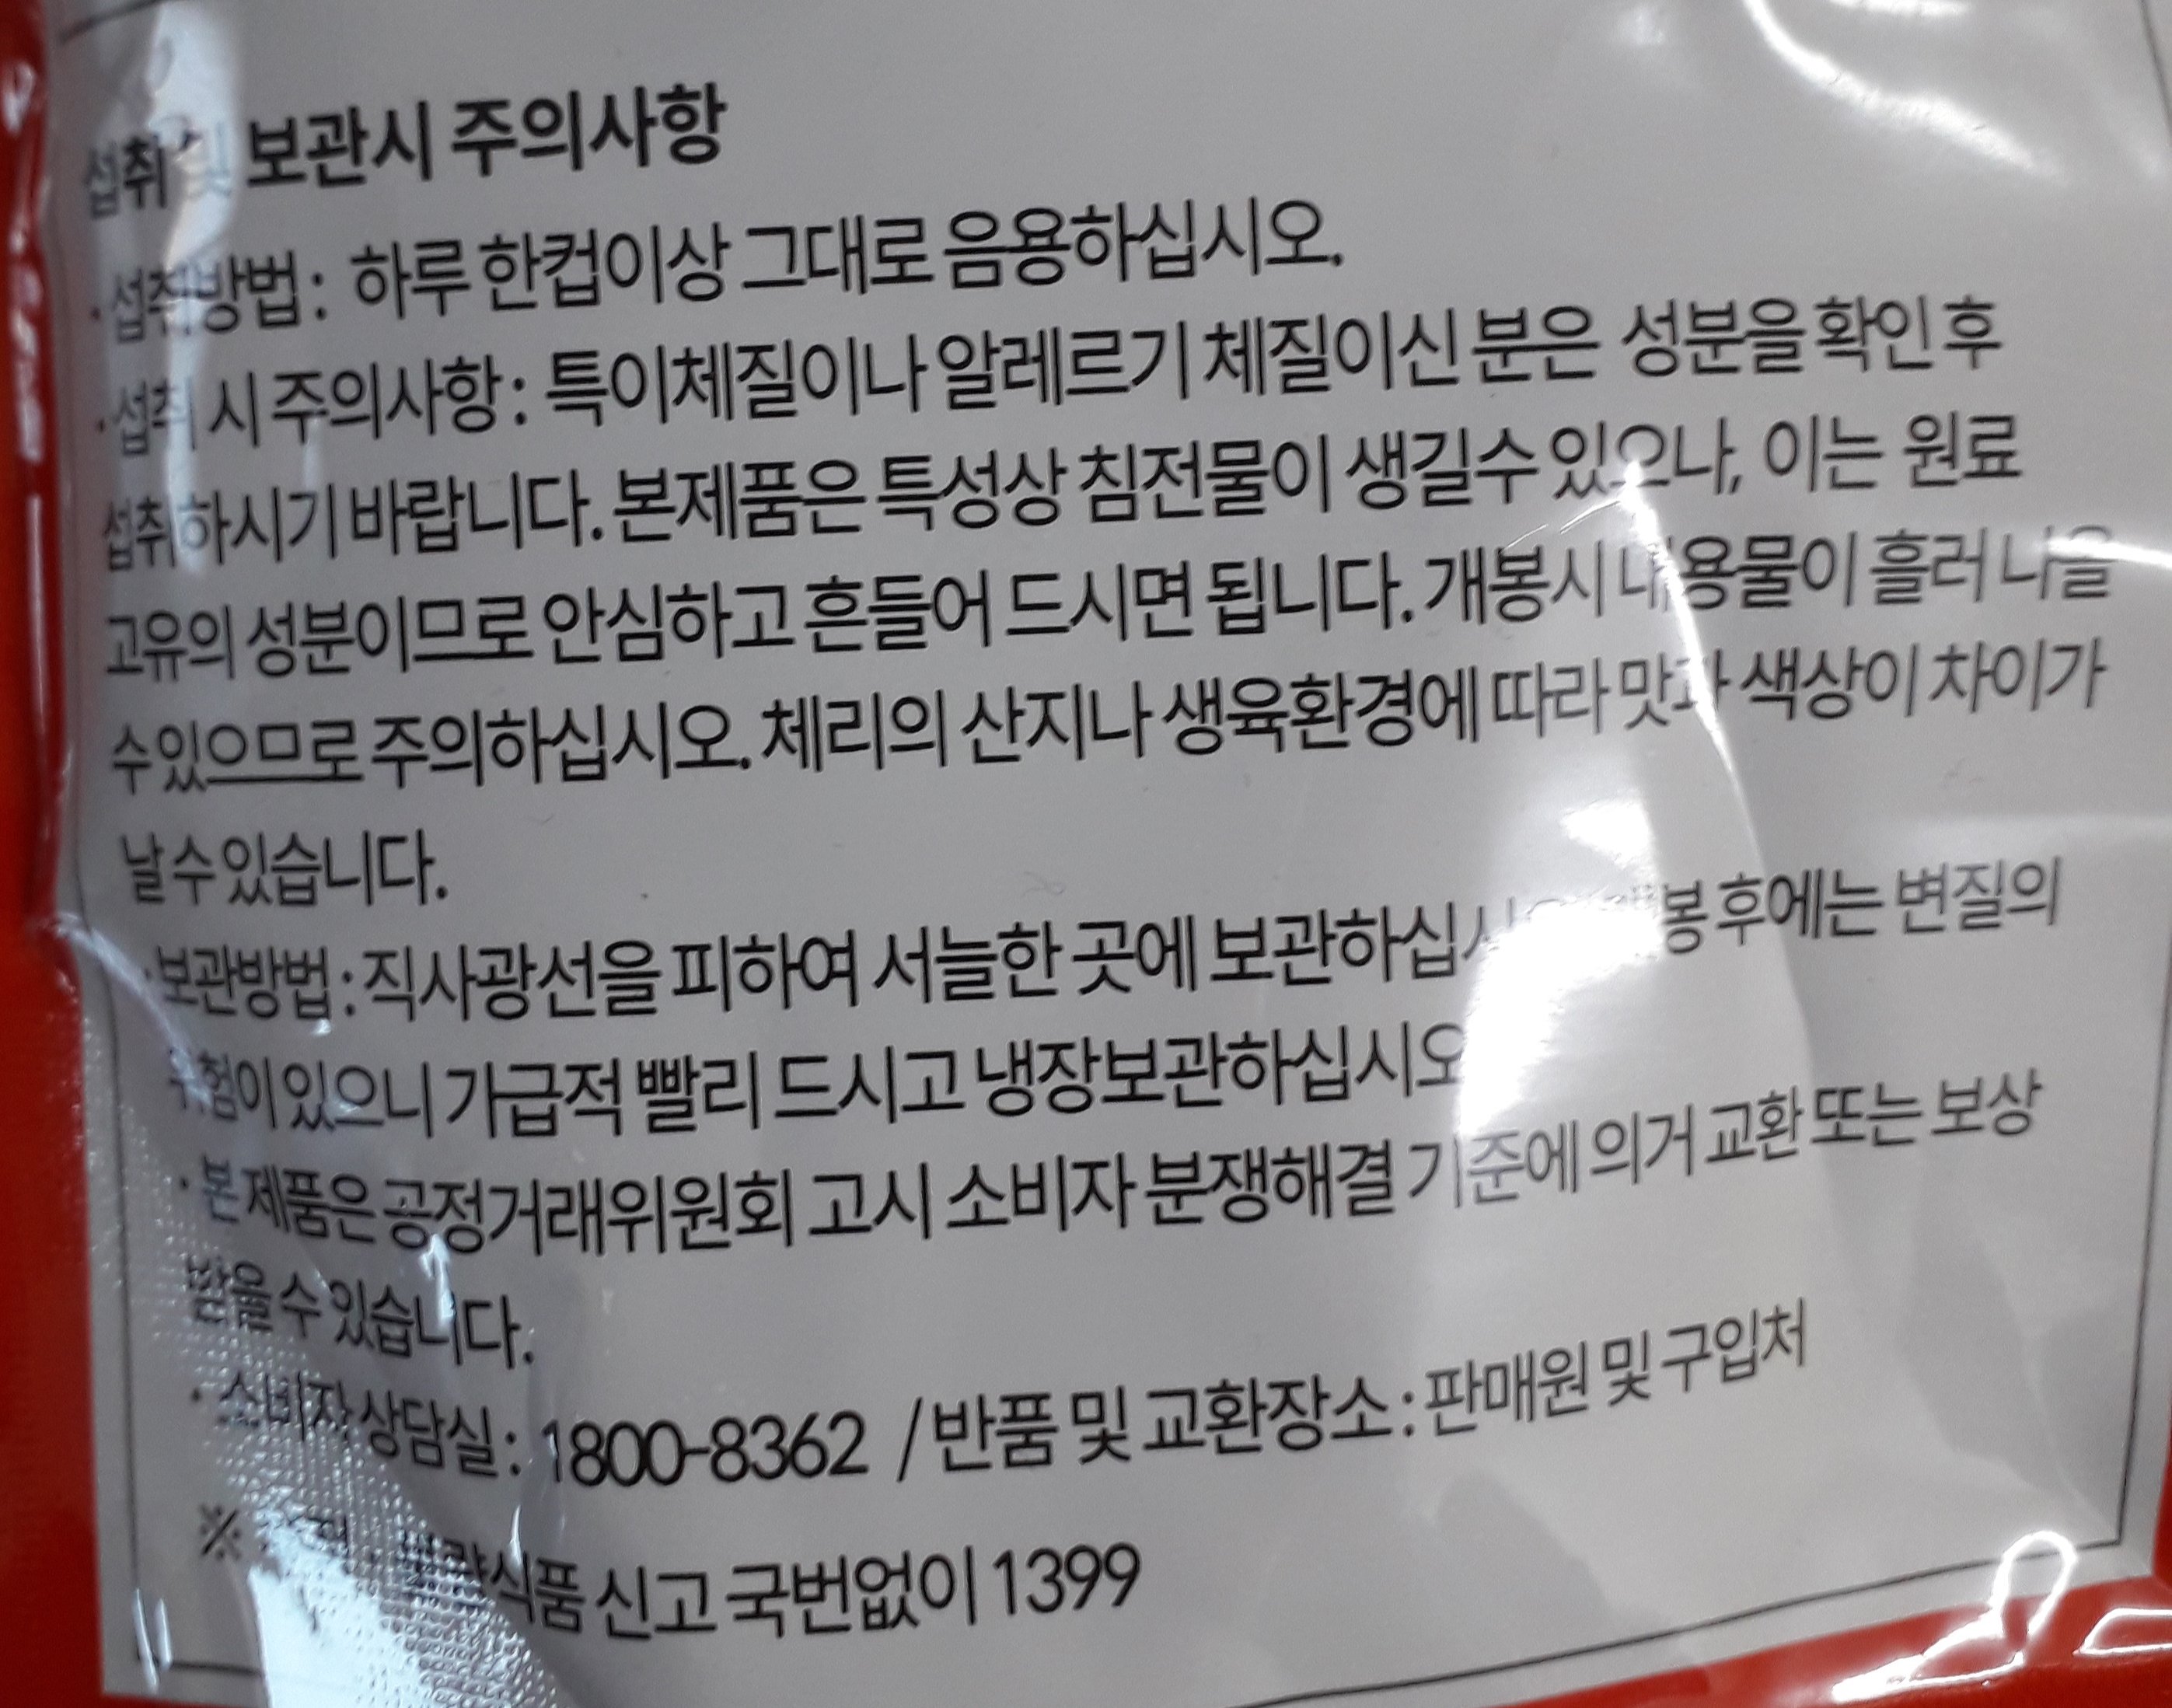 섭취 및 보관시 주의사항
· 섭취방법 : 하루 한컵이상 그대로 음용하십시오.
· 섭취 시 주의사항 : 특이체질이나 알레르기 체질이신 분은 성분을 확인 후
섭취하시기 바랍니다. 본제품은 특성상 침전물이 생길수 있으나, 이는 원료
고유의 성분이므로 안심하고 흔들어 드시면 됩니다. 개봉시 내용물이 흘러 나올
수 있으므로 주의하십시오. 체리의 산지나 생육환경에 따라 맛과 색상이 차이가
날 수 있습니다.
· 보관방법 : 직사광선을 피하여 서늘한 곳에 보관하십시오. 후에는 변질의
위험이 있으니 가급적 빨리 드시고 냉장보관하십시오
· 본 제품은 공정거래위원회 고시 소비자 분쟁해결 기준에 의거 교환 또는 보상
받을 수 있습니다.
· 소비자 상담실 : 1800-8362 / 반품 및 교환장소 : 판매원 및 구입처
※ 불량식품 신고 국번없이 1399